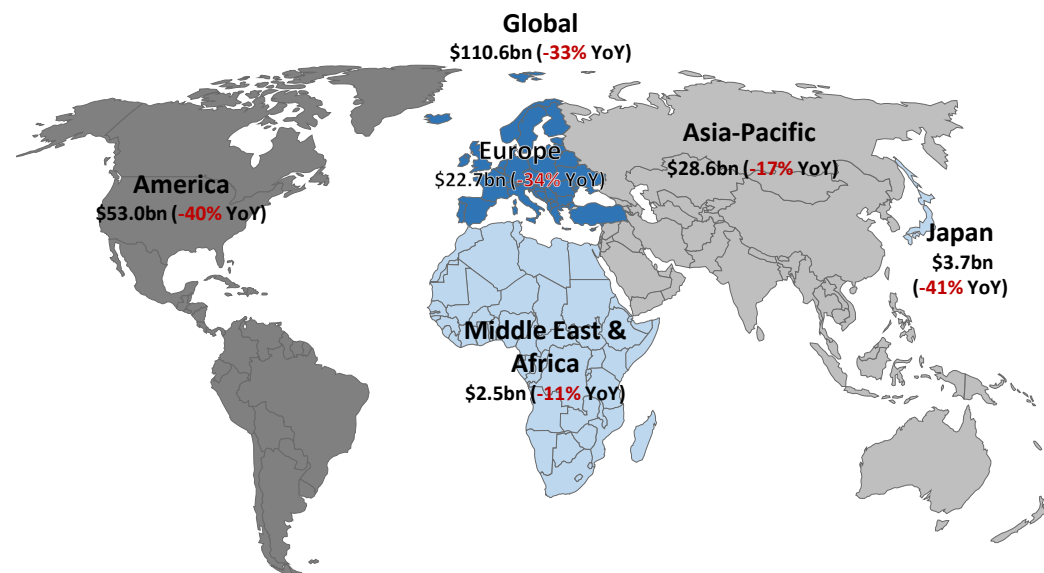 Global
$110.6bn (-33% YoY)
America
$53.0bn (-40% YoY)
Europe
$22.7bn (-34% YoY)
Asia-Pacific
$28.6bn (-17% YoY)
Japan
$3.7bn
(-41% YoY)
Middle East &
Africa
$2.5bn (-11% YoY)